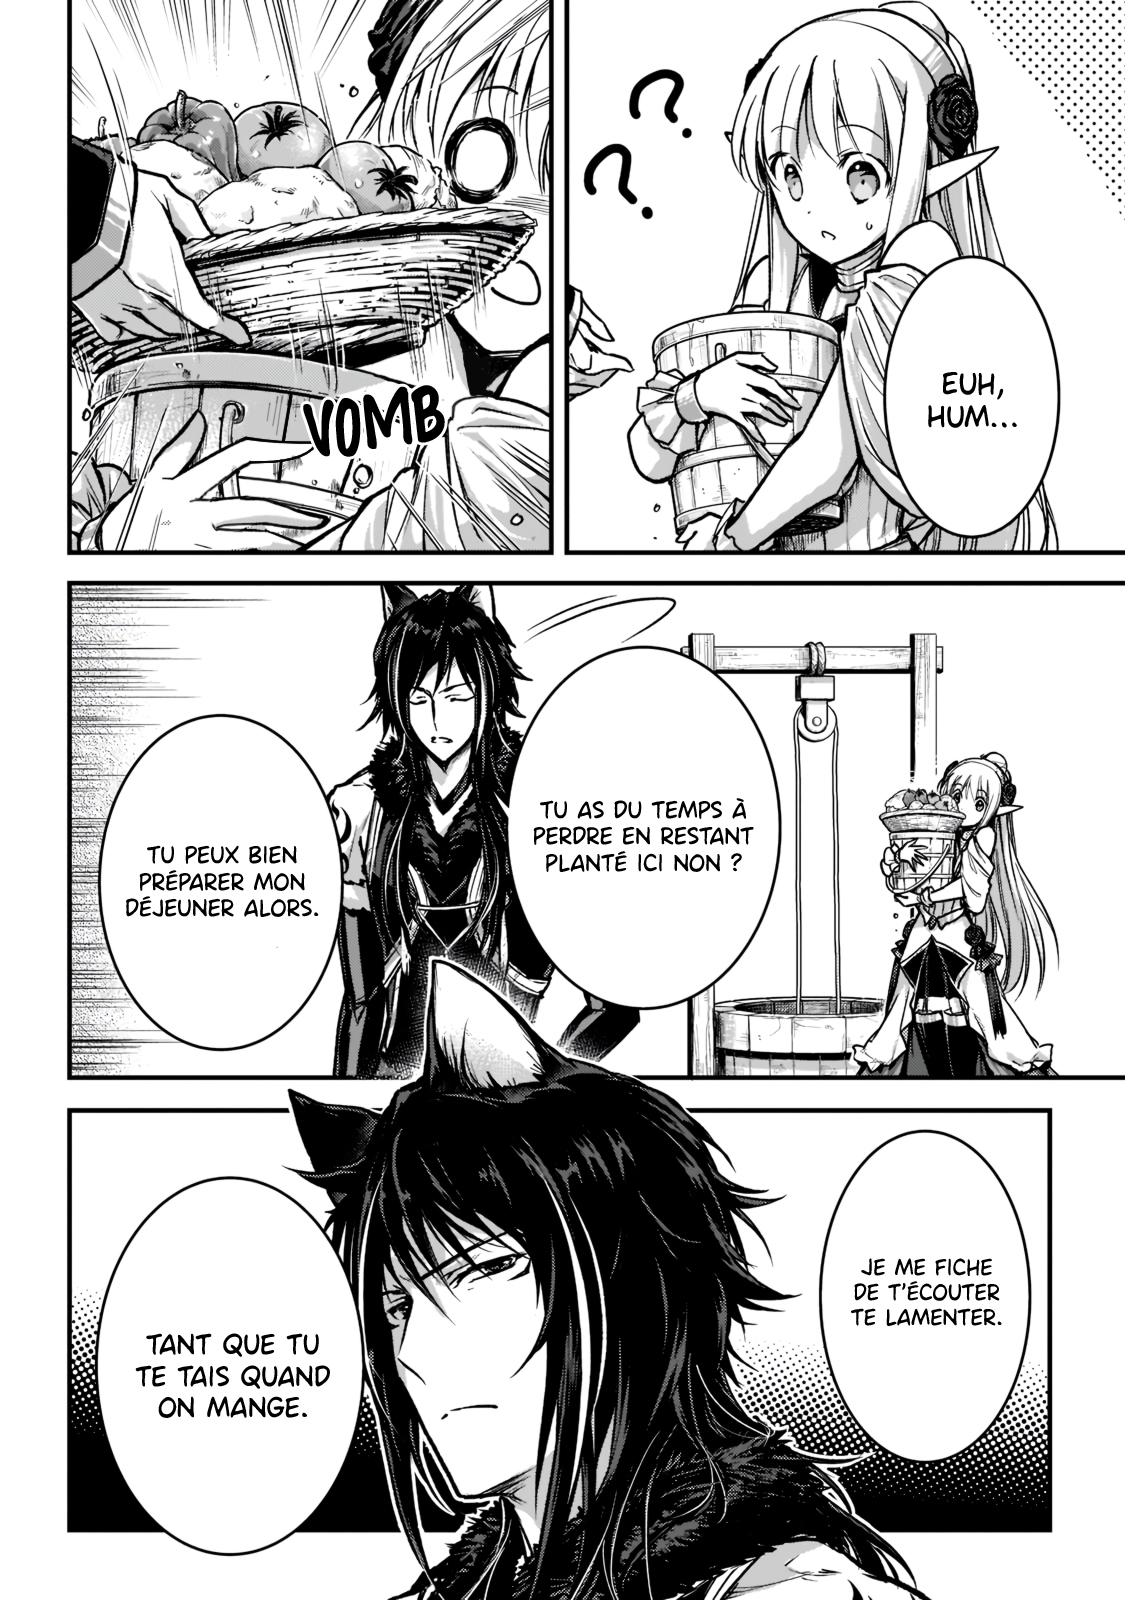 ? ?
EUH,
HUM...
VOMB
TU AS DU TEMPS À
PERDRE EN RESTANT
PLANTÉ ICI NON ?
TU PEUX BIEN
PRÉPARER MON
DÉJEUNER ALORS.
JE ME FICHE
DE T'ÉCOUTER
TE LAMENTER.
TANT QUE TU
TE TAIS QUAND
ON MANGE.